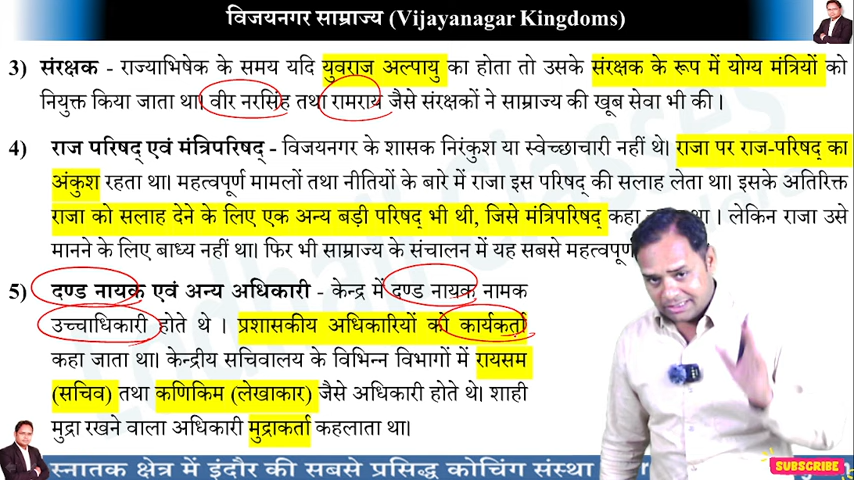 विजयनगर साम्राज्य (Vijayanagar Kingdoms)
3) संरक्षक - राज्याभिषेक के समय यदि युवराज अल्पायु का होता तो उसके संरक्षक के रूप में योग्य मंत्रियों को
नियुक्त किया जाता था। वीर नरसिंह तथा रामराय जैसे संरक्षकों ने साम्राज्य की खूब सेवा भी की।
4) राज परिषद् एवं मंत्रिपरिषद् - विजयनगर के शासक निरंकुश या स्वेच्छाचारी नहीं थे। राजा पर राज-परिषद् का
अंकुश रहता था। महत्वपूर्ण मामलों तथा नीतियों के बारे में राजा इस परिषद् की सलाह लेता था। इसके अतिरिक्त
राजा को सलाह देने के लिए एक अन्य बड़ी परिषद् भी थी, जिसे मंत्रिपरिषद् कहा था। लेकिन राजा उसे
मानने के लिए बाध्य नहीं था। फिर भी साम्राज्य के संचालन में यह सबसे महत्वपूर्ण
5) दण्ड नायक एवं अन्य अधिकारी - केन्द्र में दण्ड नायक नामक
उच्चाधिकारी होते थे। प्रशासकीय अधिकारियों को कार्यकर्ता
कहा जाता था। केन्द्रीय सचिवालय के विभिन्न विभागों में रायसम
(सचिव) तथा कणिकिम (लेखाकार) जैसे अधिकारी होते थे। शाही
मुद्रा रखने वाला अधिकारी मुद्राकर्ता कहलाता था।
स्नातक क्षेत्र में इंदौर की सबसे प्रसिद्ध कोचिंग संस्था
SUBSCRIBE